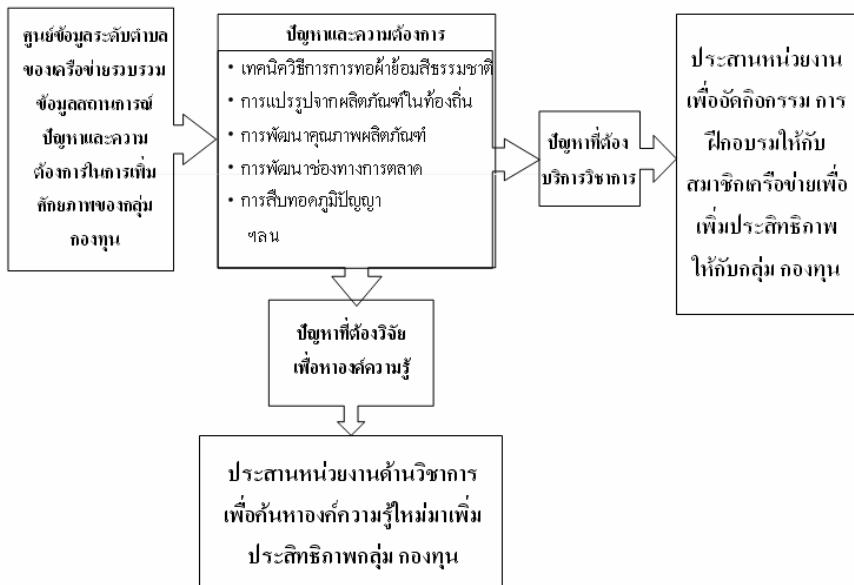 ศูนย์ข้อมูลระดับตำบล
ของเครือข่ายรวบรวม
ข้อมูลสถานการณ์
ปัญหาและความ
ต้องการในการเพิ่ม
ศักยภาพของกลุ่ม
กองทุน
ปัญหาและความต้องการ
• เทคนิควิธีการการทอผ้าย้อมสีธรรมชาติ
• การแปรรูปจากผลิตภัณฑ์ในท้องถิ่น
• การพัฒนาคุณภาพผลิตภัณฑ์
• การพัฒนาช่องทางการตลาด
• การสืบทอดภูมิปัญญา
ฯลน
ปัญหาที่ต้อง
บริการวิชาการ
ประสานหน่วยงาน
เพื่อจัดกิจกรรม การ
ฝึกอบรมให้กับ
สมาชิกเครือข่ายเพื่อ
เพิ่มประสิทธิภาพ
ให้กับกลุ่ม กองทุน
ปัญหาที่ต้องวิจัย
เพื่อหาองค์ความรู้
ประสานหน่วยงานด้านวิชาการ
เพื่อค้นหาองค์ความรู้ใหม่มาเพิ่ม
ประสิทธิภาพกลุ่ม กองทุน